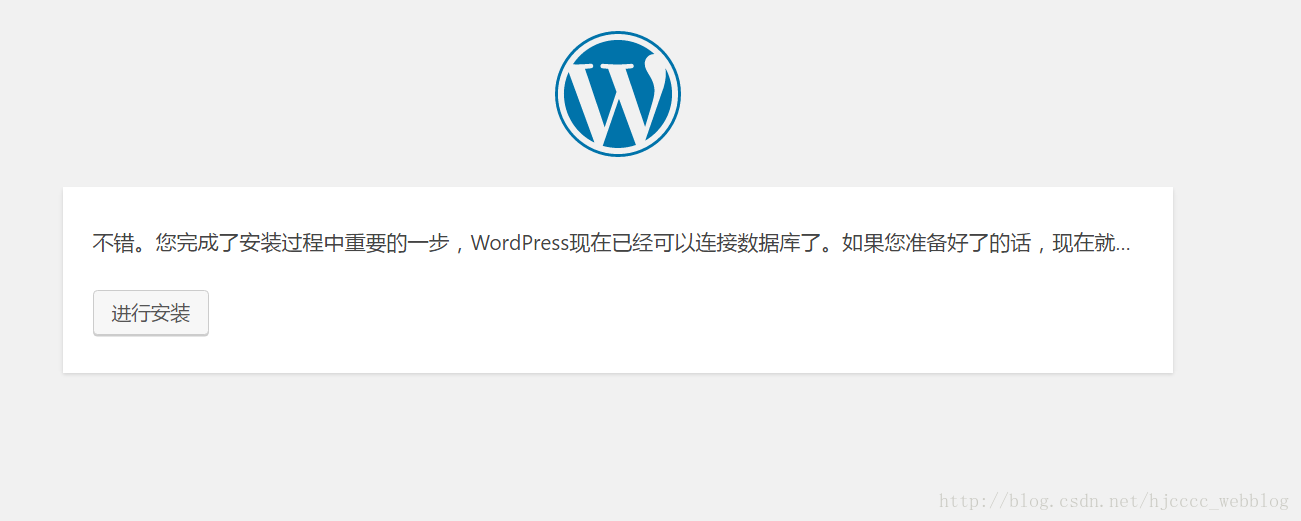 不错。您完成了安装过程中重要的一步，WordPress现在已经可以连接数据库了。如果您准备好了的话，现在就...
进行安装
http://blog.csdn.net/hjcccc_webblog